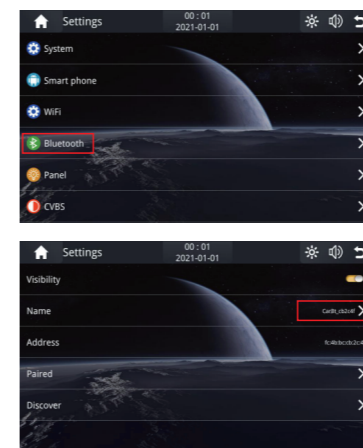 Settings
00 : 01
2021-01-01
System
Smart phone
WiFi
Bluetooth
Panel
CVBS
Settings
00 : 01
2021-01-01
Visibility
Name
Address
Paired
Discover